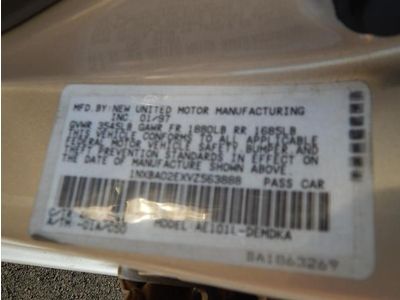 MFD. BY: NEW UNITED MOTOR MANUFACTURING
INC 01/97
GVWR 3545LB GAWR FR 1880LB RR 1685LB
THIS VEHICLE CONFORMS TO ALL APPLICABLE
FEDERAL MOTOR VEHICLE SAFETY, BUMPER AND
THEFT PREVENTION STANDARDS IN EFFECT ON
THE DATE OF MANUFACTURE SHOWN ABOVE.
1NXBA02EXVZ563888 PASS CAR
MODEL: AE101L-DEMDKA
BA1863269